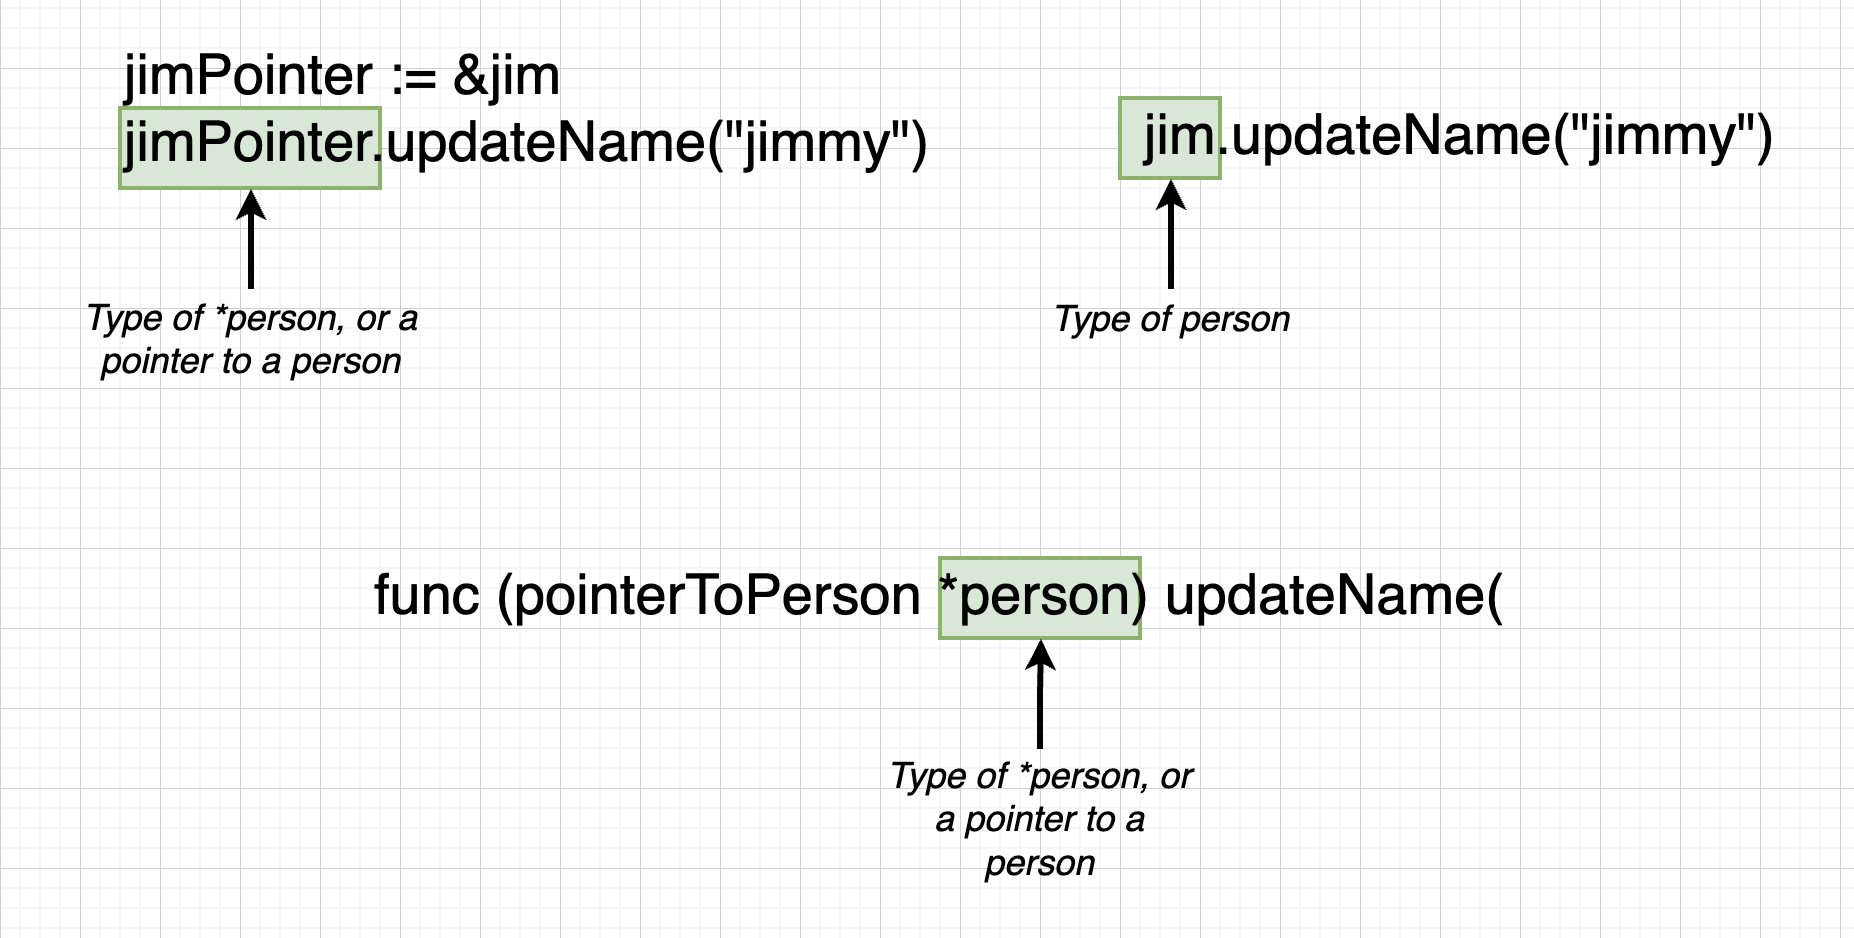 jimPointer := &jim
jimPointer.updateName("jimmy")
Type of *person, or a
pointer to a person
jim.updateName("jimmy")
Type of person
func (pointerToPerson *person) updateName(
Type of *person, or
a pointer to a
person